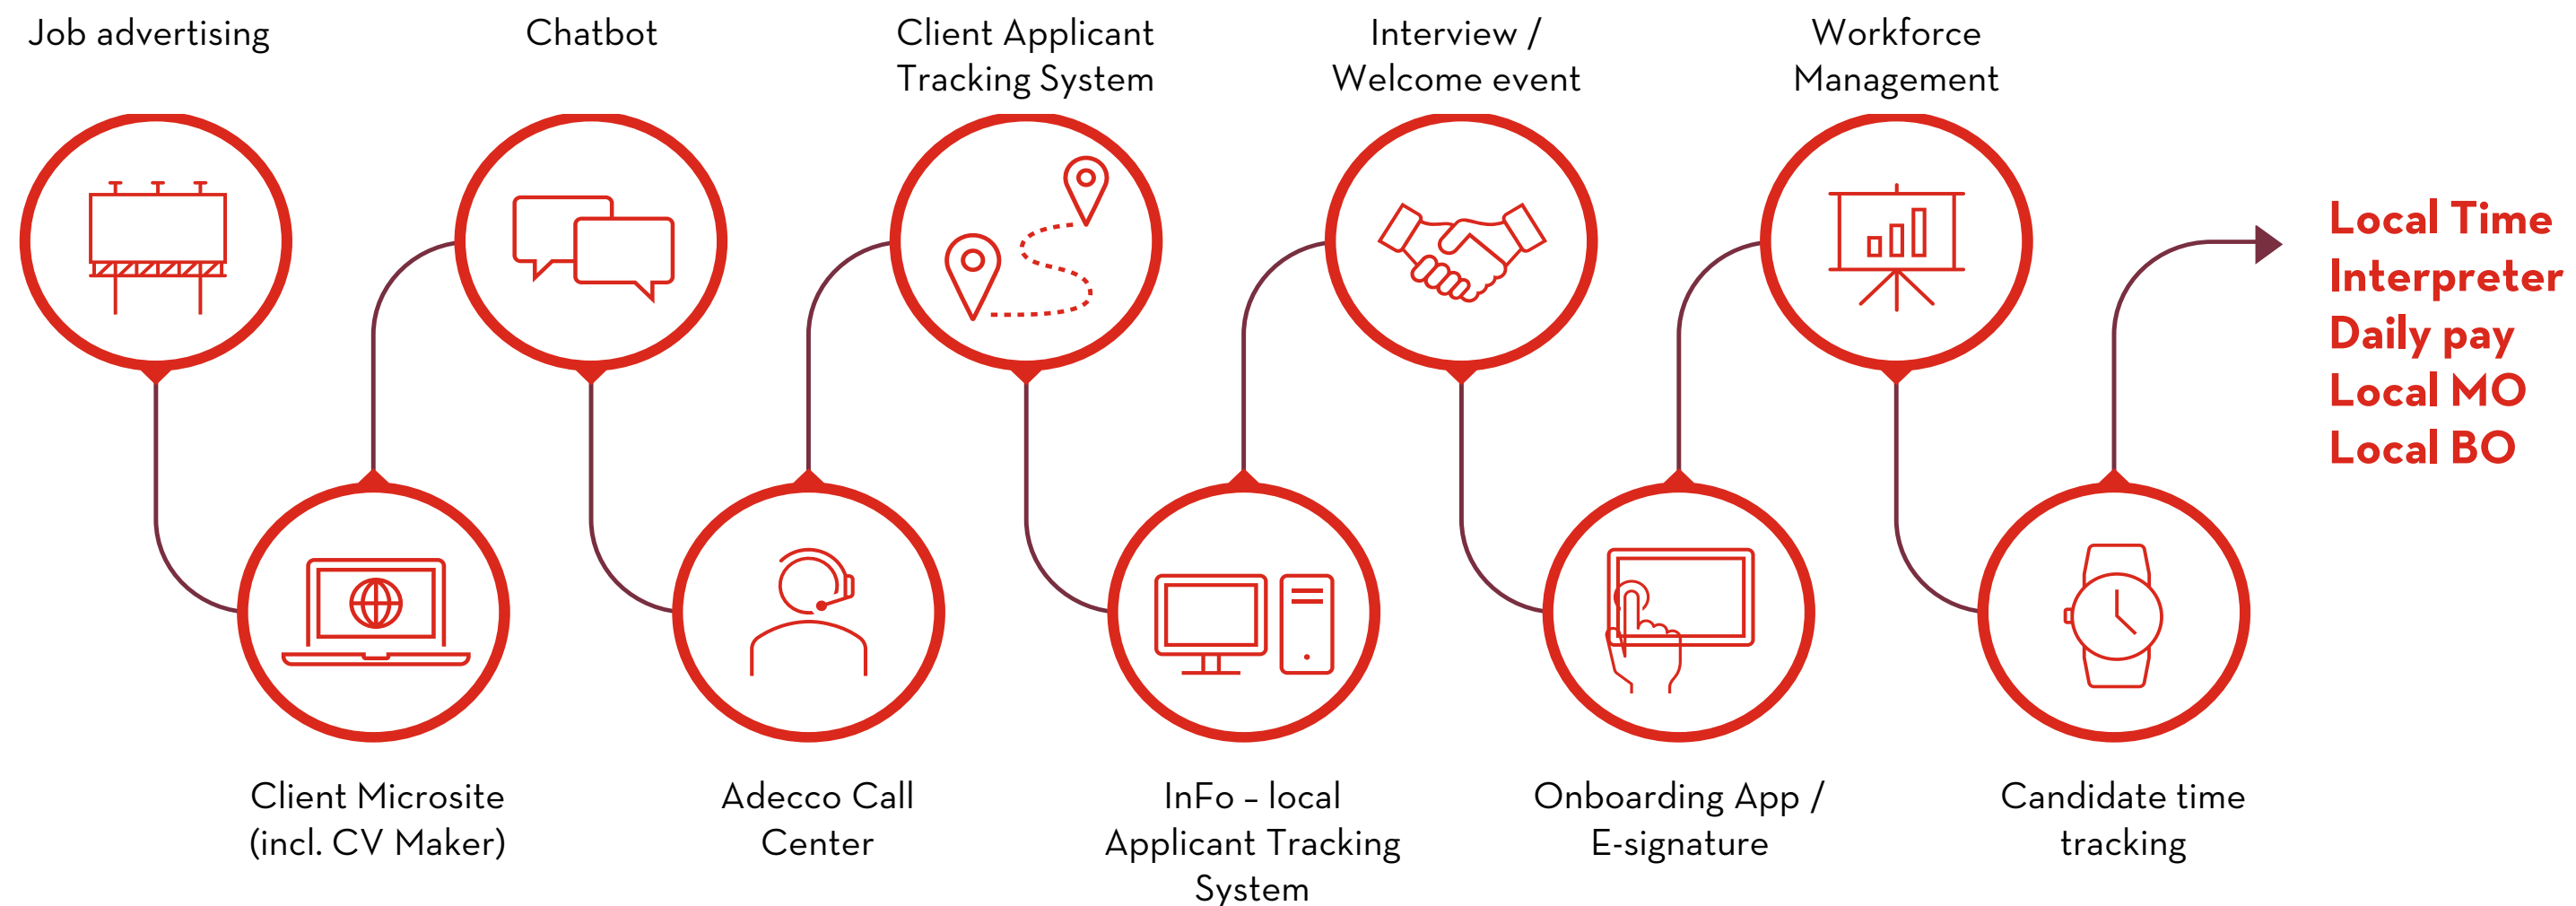 Job advertising
Chatbot
Client Applicant
Tracking System
Interview /
Welcome event
Workforce
Management
Local Time
Interpreter
Daily pay
Local MO
Local BO
Client Microsite
(incl. CV Maker)
Adecco Call
Center
InFo – local
Applicant Tracking
System
Onboarding App /
E-signature
Candidate time
tracking